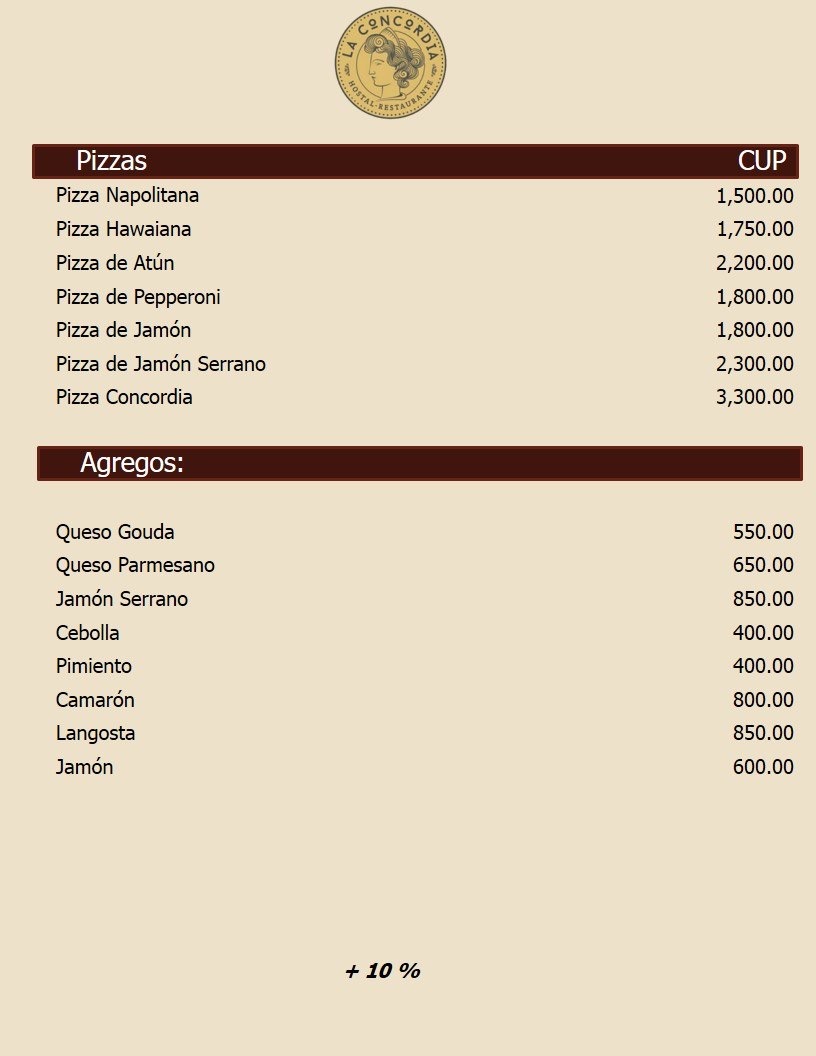 LA CONCORDIA
HOSTAL-RESTAURANTE
Pizzas CUP
Pizza Napolitana 1,500.00
Pizza Hawaiana 1,750.00
Pizza de Atún 2,200.00
Pizza de Pepperoni 1,800.00
Pizza de Jamón 1,800.00
Pizza de Jamón Serrano 2,300.00
Pizza Concordia 3,300.00
Agregos:
Queso Gouda 550.00
Queso Parmesano 650.00
Jamón Serrano 850.00
Cebolla 400.00
Pimiento 400.00
Camarón 800.00
Langosta 850.00
Jamón 600.00
+ 10 %